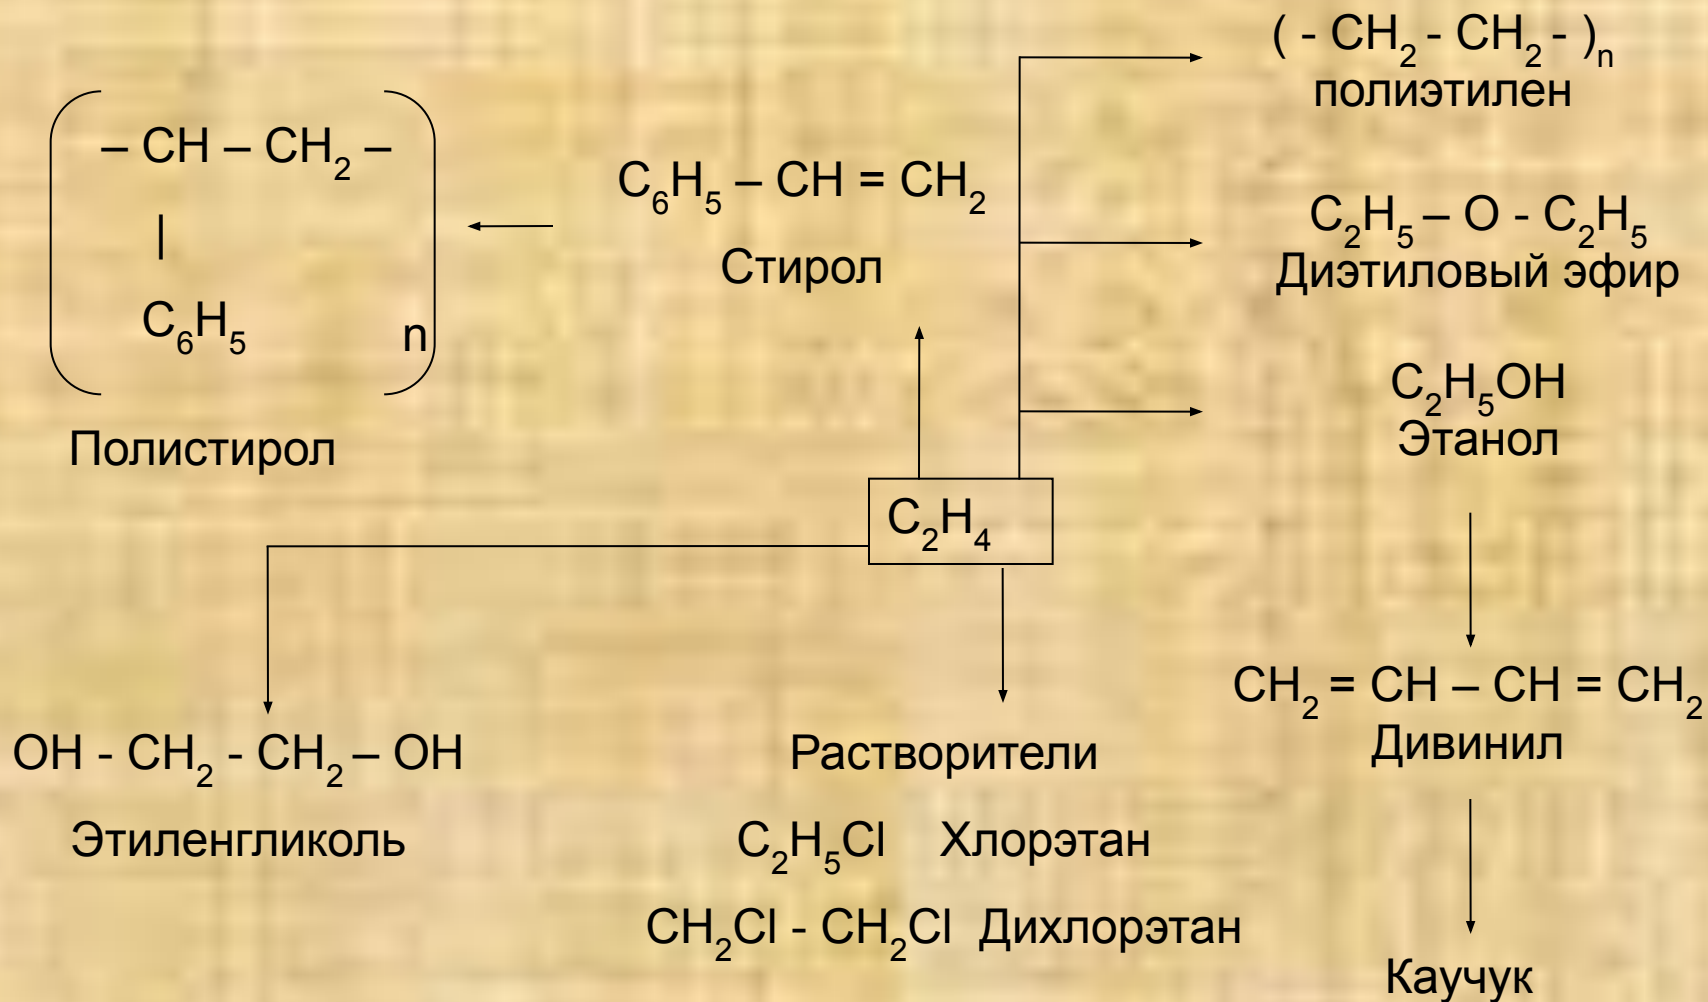 ( - CH₂ - CH₂ - )ₙ
полиэтилен
– CH – CH₂ –
|
C₆H₅ n
Полистирол
C₆H₅ – CH = CH₂
Стирол
C₂H₅ – O - C₂H₅
Диэтиловый эфир
C₂H₅OH
Этанол
C₂H₄
CH₂ = CH – CH = CH₂
Дивинил
Каучук
OH - CH₂ - CH₂ – OH
Этиленгликоль
Растворители
C₂H₅Cl Хлорэтан
CH₂Cl - CH₂Cl Дихлорэтан